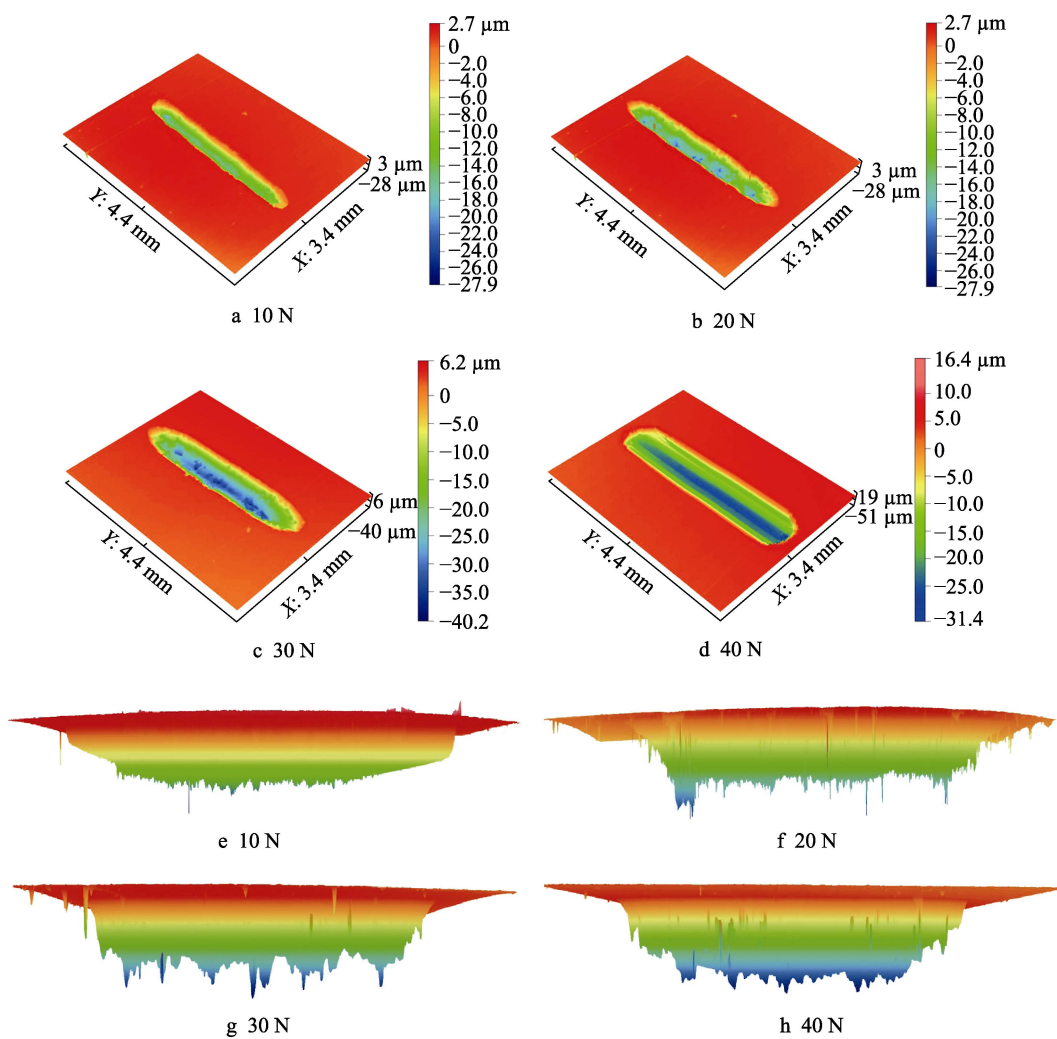 2.7 µm
0
−2.0
−4.0
−6.0
−8.0
−10.0
−12.0
−14.0
−16.0
−18.0
−20.0
−22.0
−24.0
−26.0
−27.9
3 µm
−28 µm
Y: 4.4 mm
X: 3.4 mm
a 10 N
2.7 µm
0
−2.0
−4.0
−6.0
−8.0
−10.0
−12.0
−14.0
−16.0
−18.0
−20.0
−22.0
−24.0
−26.0
−27.9
3 µm
−28 µm
Y: 4.4 mm
X: 3.4 mm
b 20 N
6.2 µm
0
−5.0
−10.0
−15.0
−20.0
−25.0
−30.0
−35.0
−40.2
6 µm
−40 µm
Y: 4.4 mm
X: 3.4 mm
c 30 N
16.4 µm
10.0
5.0
0
−5.0
−10.0
−15.0
−20.0
−25.0
−31.4
19 µm
−51 µm
Y: 4.4 mm
X: 3.4 mm
d 40 N
e 10 N
f 20 N
g 30 N
h 40 N